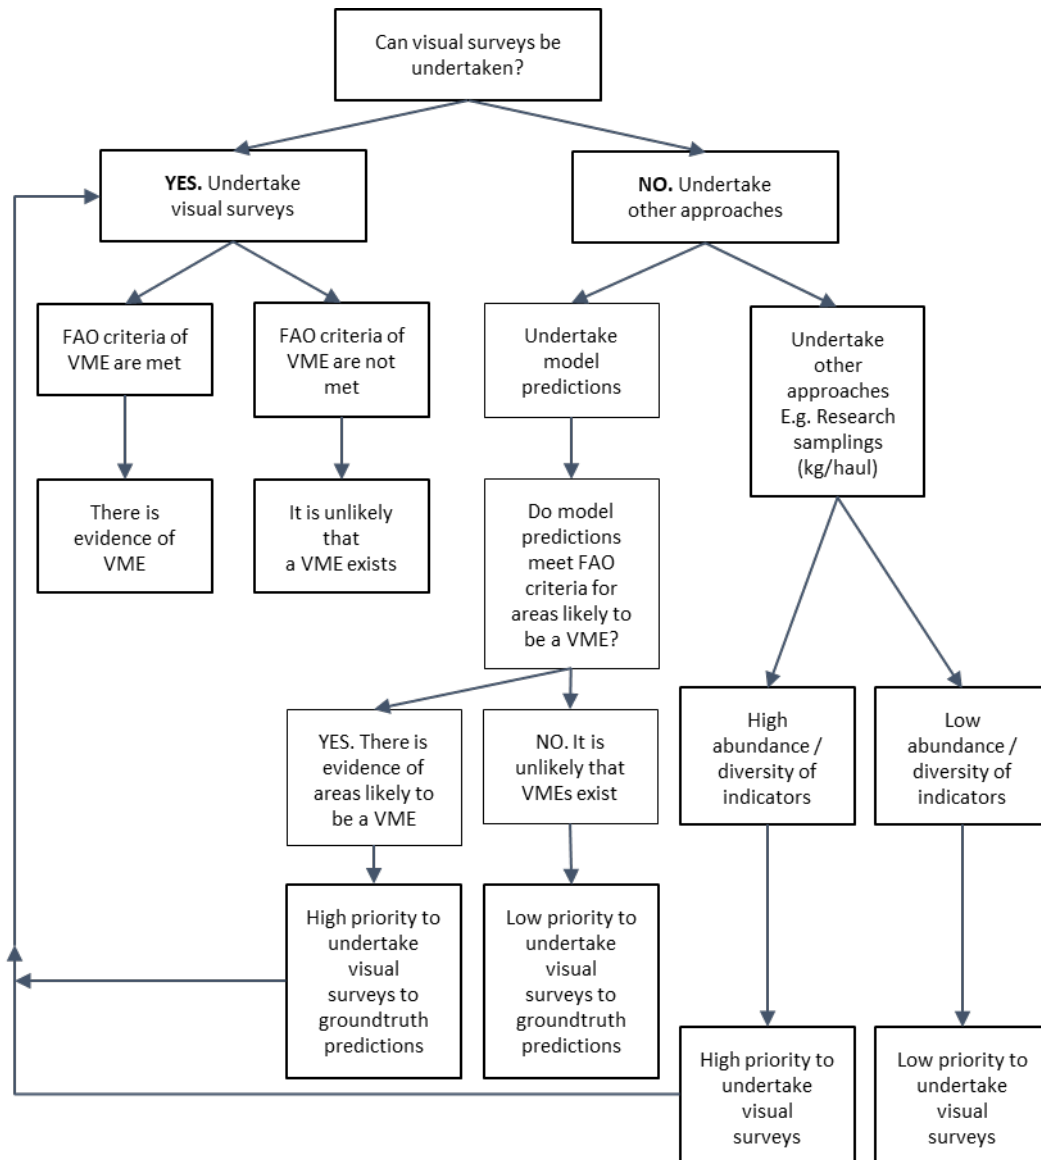 Can visual surveys be
undertaken?
YES. Undertake
visual surveys
NO. Undertake
other approaches
FAO criteria of
VME are met
FAO criteria of
VME are not
met
Undertake
model
predictions
Undertake
other
approaches
E.g. Research
samplings
(kg/haul)
There is
evidence of
VME
It is unlikely
that
a VME exists
Do model
predictions
meet FAO
criteria for
areas likely to
be a VME?
YES. There is
evidence of
areas likely to
be a VME
NO. It is
unlikely that
VMEs exist
High
abundance /
diversity of
indicators
Low
abundance /
diversity of
indicators
High priority to
undertake
visual
surveys to
groundtruth
predictions
Low priority to
undertake
visual
surveys to
groundtruth
predictions
High priority to
undertake
visual
surveys
Low priority to
undertake
visual
surveys